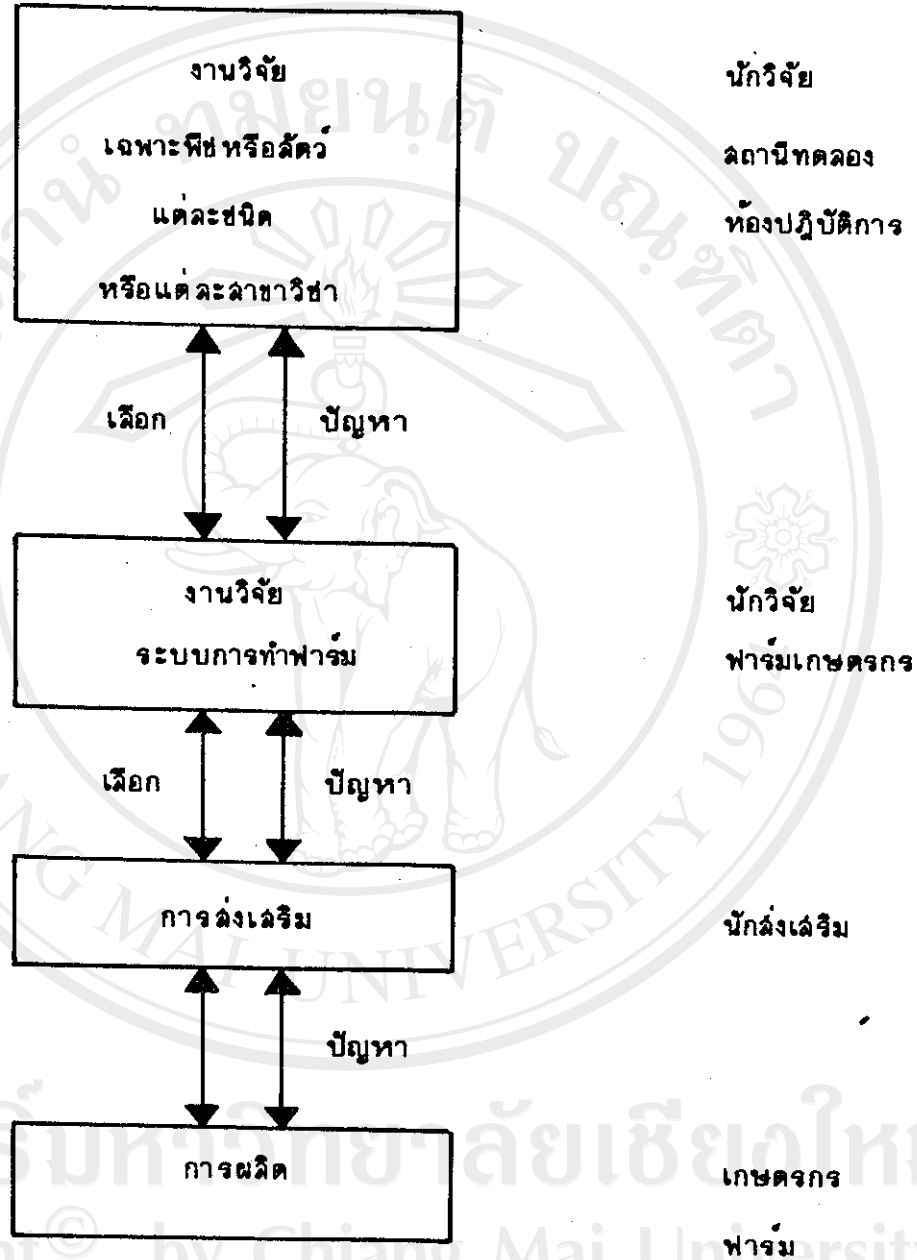 งานวิจัย
นักวิจัย
เฉพาะพืชหรือสัตว์
สถานีทดลอง
แต่ละชนิด
ห้องปฏิบัติการ
หรือแต่ละสาขาวิชา
เลือก
ปัญหา
งานวิจัย
นักวิจัย
ระบบการทำฟาร์ม
ฟาร์มเกษตรกร
เลือก
ปัญหา
การส่งเสริม
นักส่งเสริม
ปัญหา
การผลิต
เกษตรกร
ฟาร์ม
MAI UNIVERSITY 1964
by Chiang Mai University